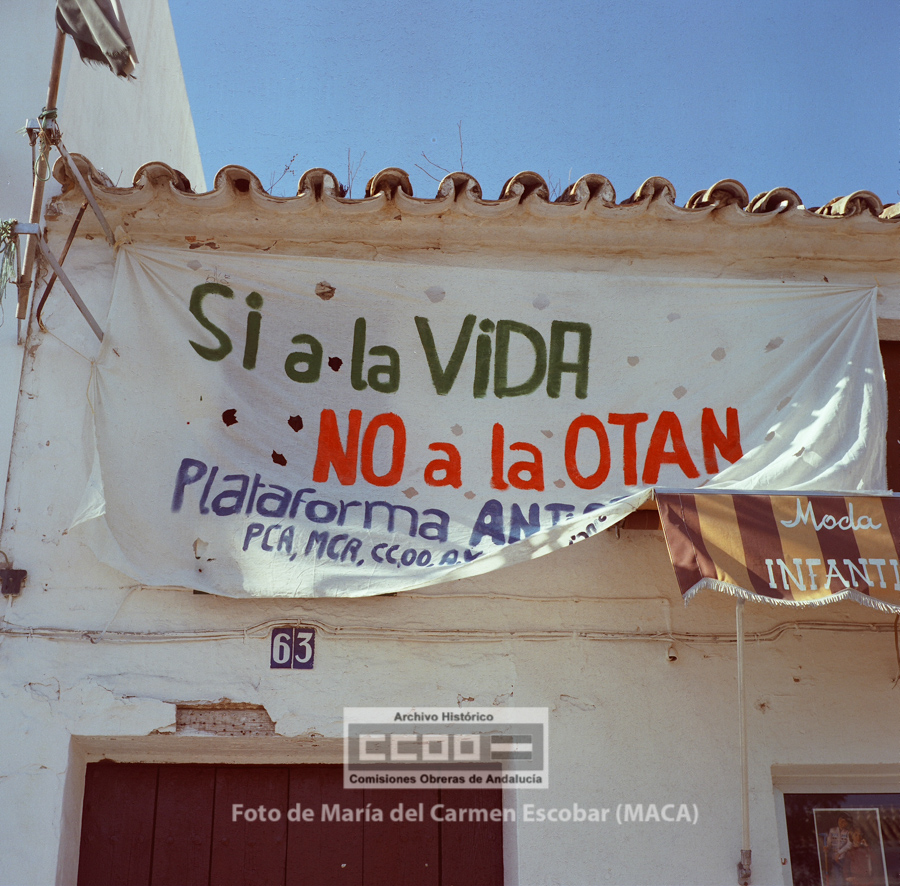 Si a la ViDA
NO a la OTAN
Plataforma
PCA, MCA, CC,OO. A.V
Moda
INFANTI
63
Archivo Histórico
CCOO
Comisiones Obreras de Andalucía
Foto de María del Carmen Escobar (MACA)